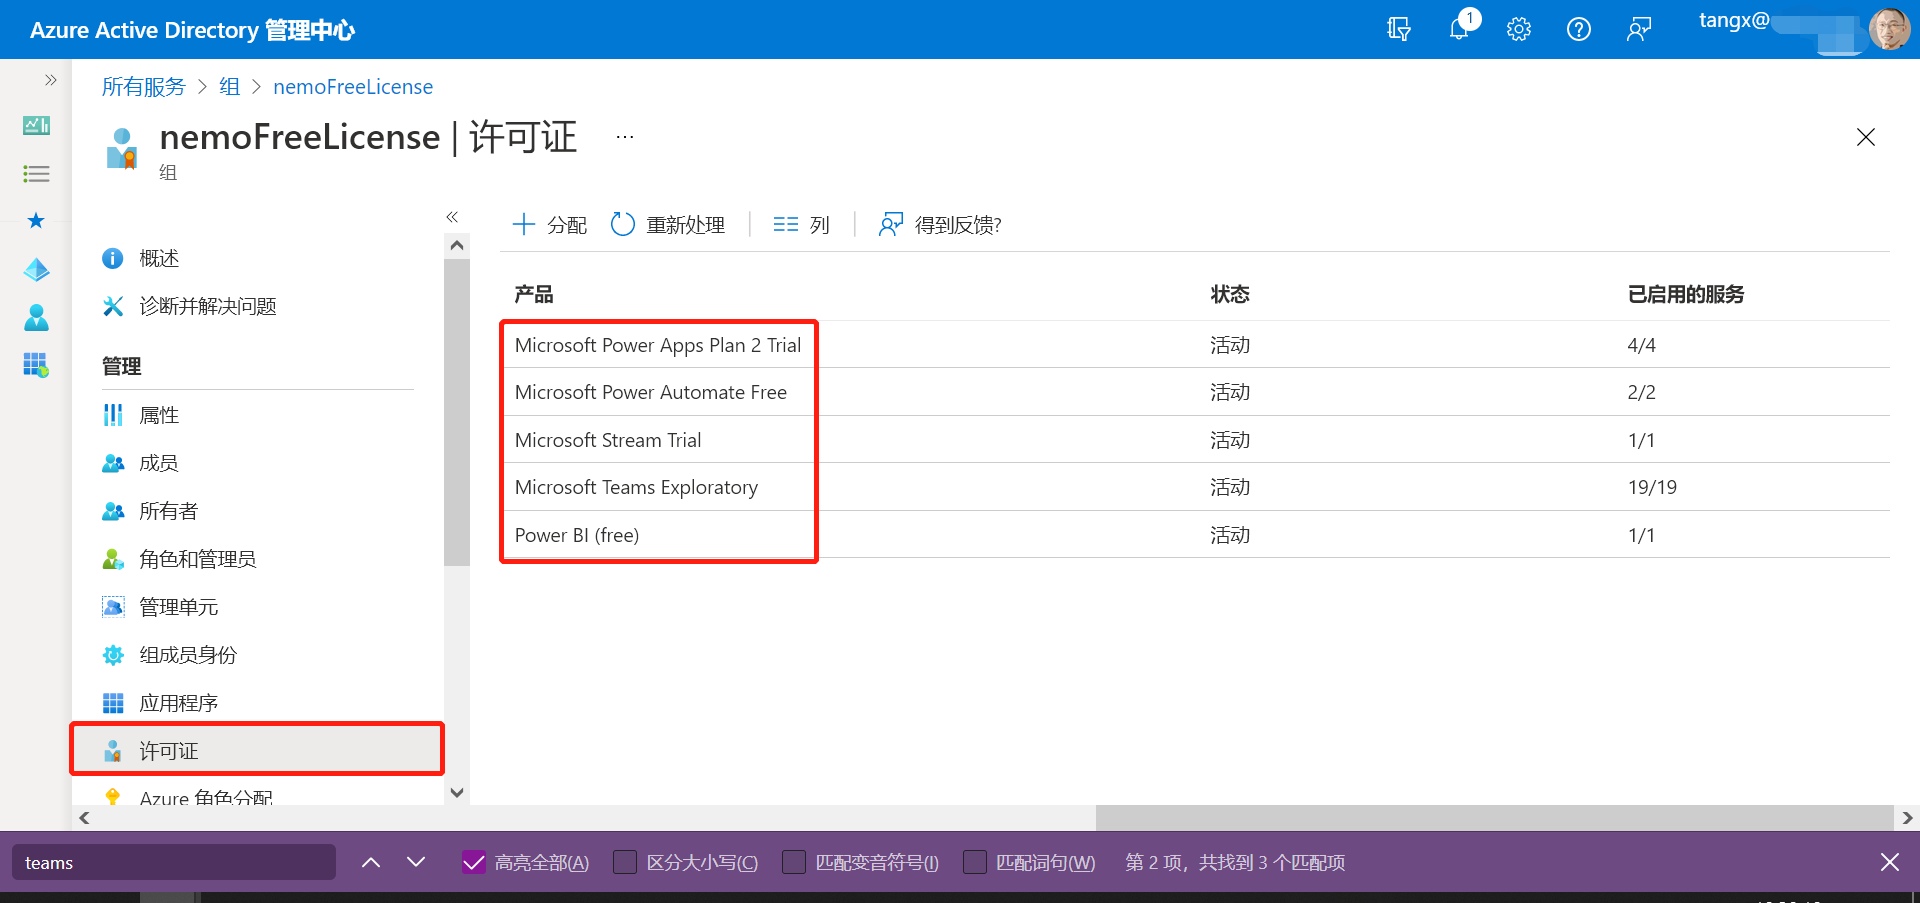 Azure Active Directory 管理中心
1
tangx@
所有服务 > 组 > nemoFreeLicense
nemoFreeLicense | 许可证 ...
组
分配
重新处理
列
得到反馈?
概述
诊断并解决问题
管理
属性
成员
所有者
角色和管理员
管理单元
组成员身份
应用程序
许可证
Azure 角色分配
产品 状态 已启用的服务
Microsoft Power Apps Plan 2 Trial 活动 4/4
Microsoft Power Automate Free 活动 2/2
Microsoft Stream Trial 活动 1/1
Microsoft Teams Exploratory 活动 19/19
Power BI (free) 活动 1/1
teams 高亮全部(A) 区分大小写(C) 匹配变音符号(I) 匹配词句(W) 第 2 项，共找到 3 个匹配项